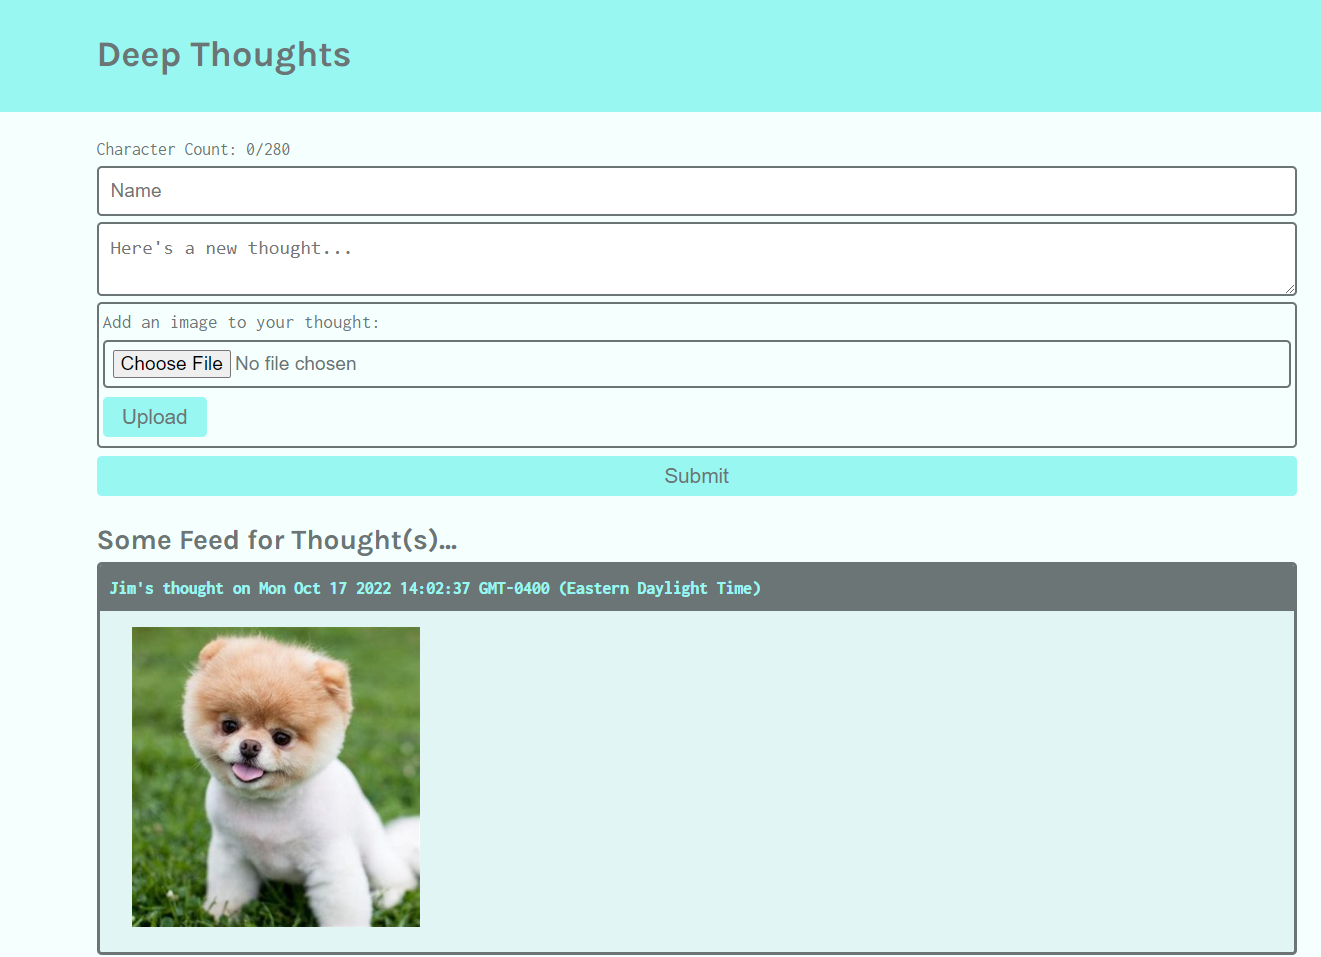 Deep Thoughts
Character Count: 0/280
Name
Here's a new thought...
Add an image to your thought:
Choose File No file chosen
Upload
Submit
Some Feed for Thought(s)...
Jim's thought on Mon Oct 17 2022 14:02:37 GMT-0400 (Eastern Daylight Time)